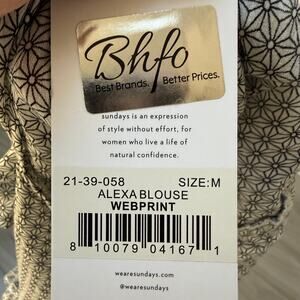 Bhfo
Best Brands. Better Prices.
sundays is an expression
of style without effort, for
women who live a life of
natural confidence.
21-39-058 SIZE:M
ALEXA BLOUSE
WEBPRINT
8 10079 04167 1
wearesundays.com
@wearesundays